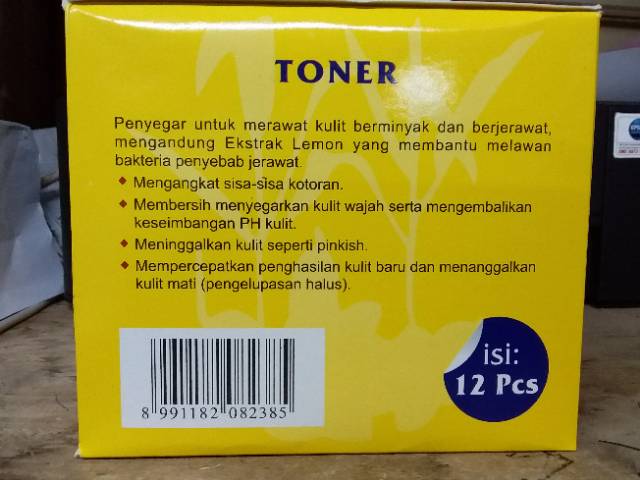 TONER
Penyegar untuk merawat kulit berminyak dan berjerawat,
mengandung Ekstrak Lemon yang membantu melawan
bakteria penyebab jerawat.
Mengangkat sisa-sisa kotoran.
Membersih menyegarkan kulit wajah serta mengembalikan
keseimbangan PH kulit.
Meninggalkan kulit seperti pinkish.
Mempercepatkan penghasilan kulit baru dan menanggalkan
kulit mati (pengelupasan halus).
isi:
12 Pcs
8 991182 082385